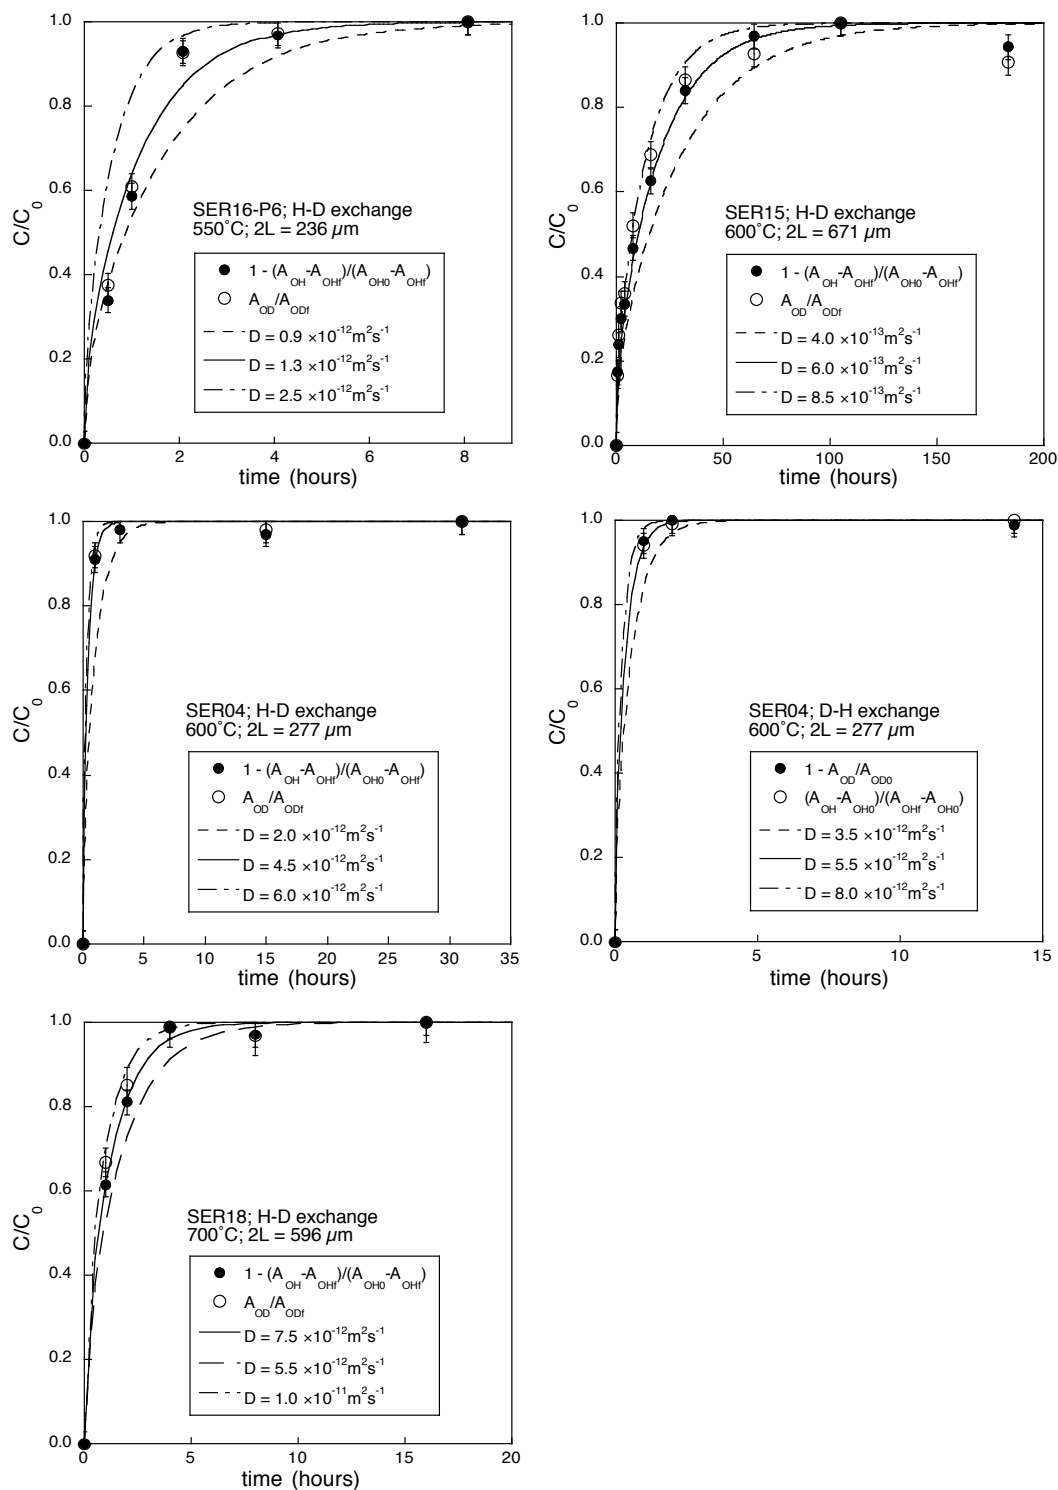 1.0
0.8
0.6
0.4
0.2
0.0
C/C0
SER16-P6; H-D exchange
550˚C; 2L = 236 µm
1 - (AOH-AOHf)/(AOH0-AOHf)
AOD/AODf
D = 0.9 ×10-12m2s-1
D = 1.3 ×10-12m2s-1
D = 2.5 ×10-12m2s-1
0 2 4 6 8
time (hours)
1.0
0.8
0.6
0.4
0.2
0.0
C/C0
SER15; H-D exchange
600˚C; 2L = 671 µm
1 - (AOH-AOHf)/(AOH0-AOHf)
AOD/AODf
D = 4.0 ×10-13m2s-1
D = 6.0 ×10-13m2s-1
D = 8.5 ×10-13m2s-1
0 50 100 150 200
time (hours)
1.0
0.8
0.6
0.4
0.2
0.0
C/C0
SER04; H-D exchange
600˚C; 2L = 277 µm
1 - (AOH-AOHf)/(AOH0-AOHf)
AOD/AODf
D = 2.0 ×10-12m2s-1
D = 4.5 ×10-12m2s-1
D = 6.0 ×10-12m2s-1
0 5 10 15 20 25 30 35
time (hours)
1.0
0.8
0.6
0.4
0.2
0.0
C/C0
SER04; D-H exchange
600˚C; 2L = 277 µm
1 - AOD/AOD0
(AOH-AOH0)/(AOHf-AOH0)
D = 3.5 ×10-12m2s-1
D = 5.5 ×10-12m2s-1
D = 8.0 ×10-12m2s-1
0 5 10 15
time (hours)
1.0
0.8
0.6
0.4
0.2
0.0
C/C0
SER18; H-D exchange
700˚C; 2L = 596 µm
1 - (AOH-AOHf)/(AOH0-AOHf)
AOD/AODf
D = 7.5 ×10-12m2s-1
D = 5.5 ×10-12m2s-1
D = 1.0 ×10-11m2s-1
0 5 10 15 20
time (hours)